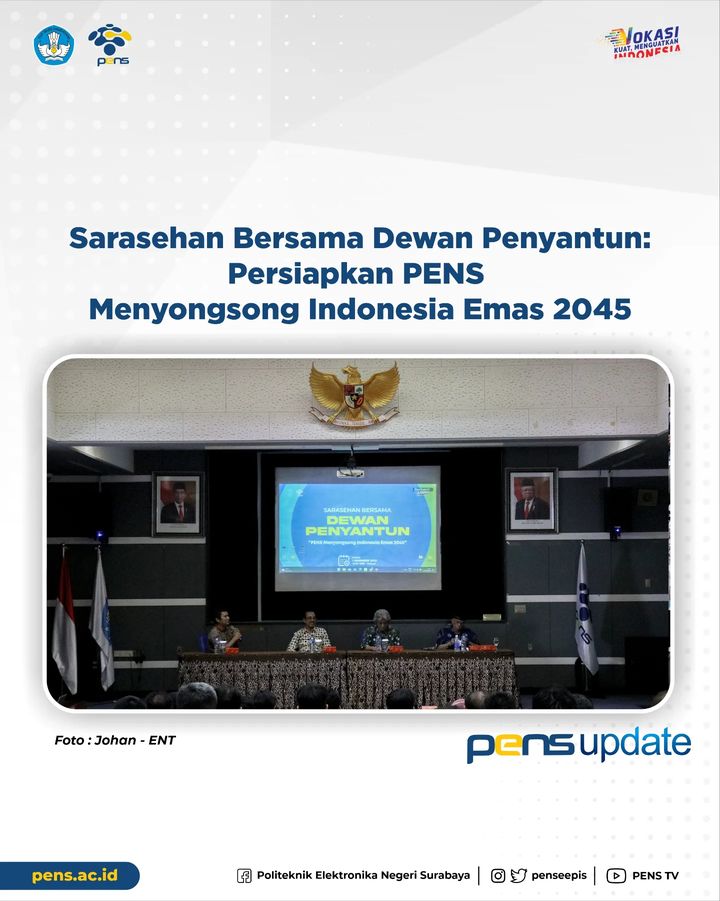 pens
VOKASI
KUAT, MENGUATKAN
INDONESIA
Sarasehan Bersama Dewan Penyantun:
Persiapkan PENS
Menyongsong Indonesia Emas 2045
SARASEHAN BERSAMA
DEWAN
PENYANTUN
"PENS Menyongsong Indonesia Emas 2045"
Foto : Johan - ENT
pens update
pens.ac.id
Politeknik Elektronika Negeri Surabaya
penseepis
PENS TV